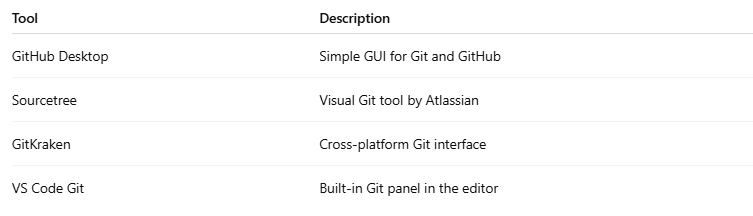 Tool Description
GitHub Desktop Simple GUI for Git and GitHub
Sourcetree Visual Git tool by Atlassian
GitKraken Cross-platform Git interface
VS Code Git Built-in Git panel in the editor